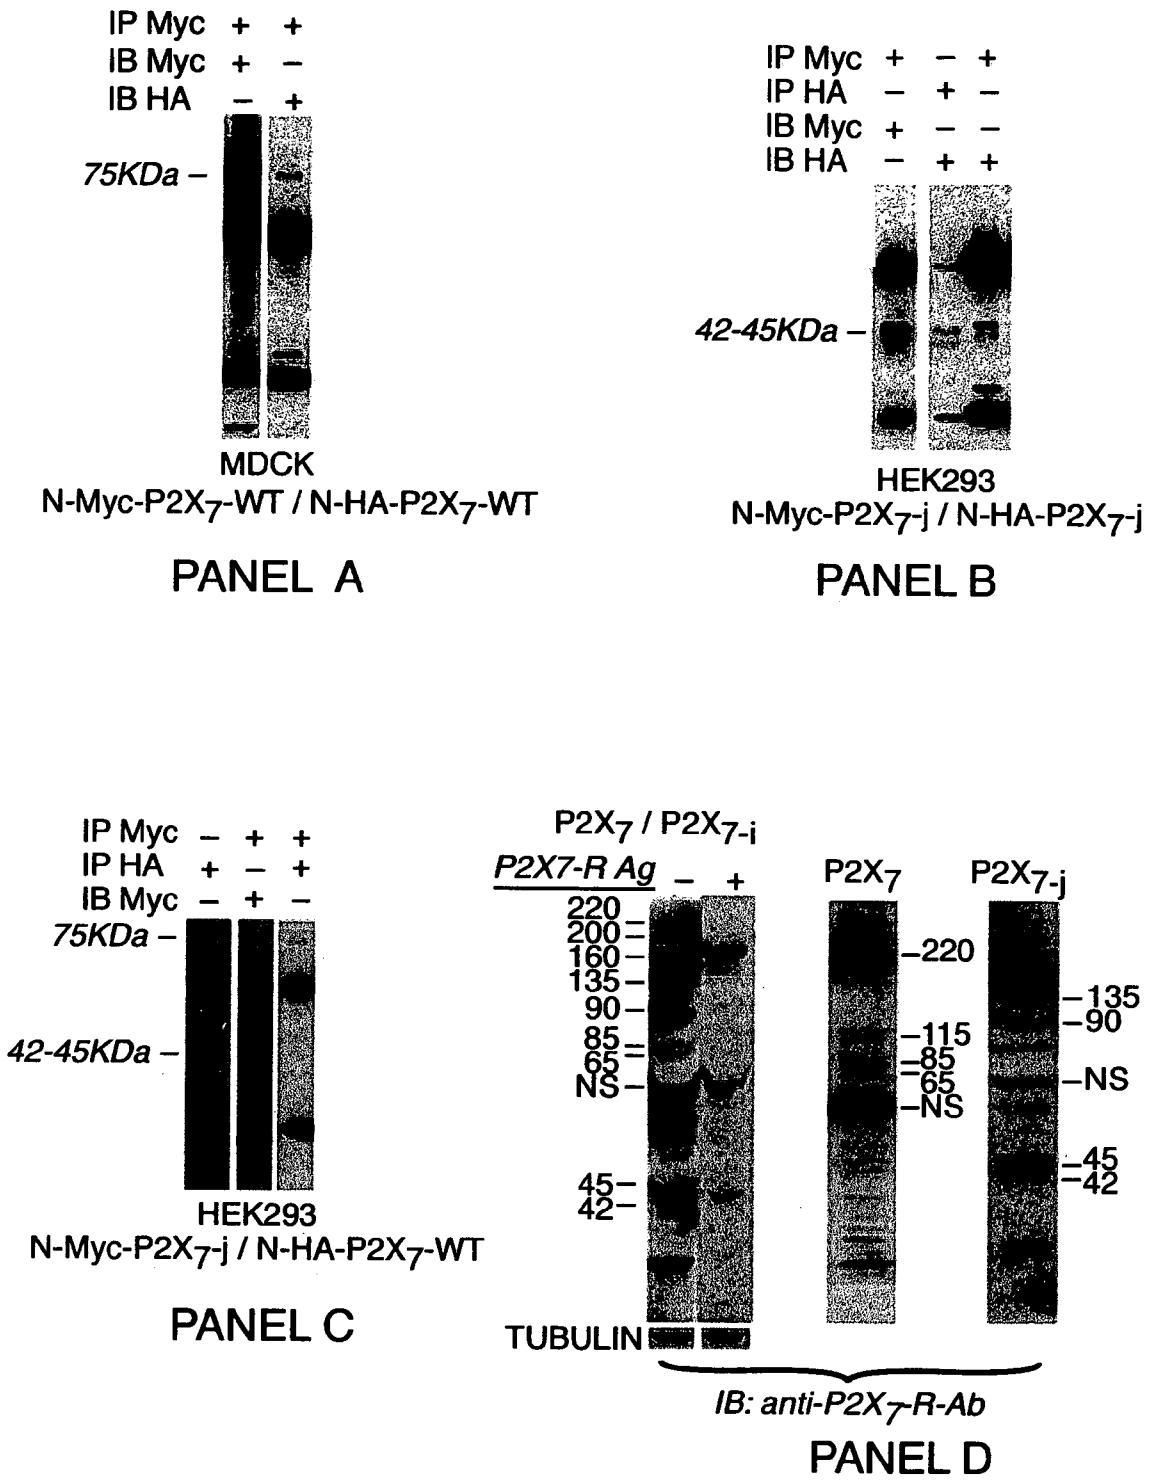 IP Myc + +
IB Myc + –
IB HA – +
75KDa –
MDCK
N-Myc-P2X7-WT / N-HA-P2X7-WT
PANEL A
IP Myc + – +
IP HA – + –
IB Myc + – –
IB HA – + +
42-45KDa –
HEK293
N-Myc-P2X7-j / N-HA-P2X7-j
PANEL B
IP Myc – + +
IP HA + – +
IB Myc – + –
75KDa –
42-45KDa –
HEK293
N-Myc-P2X7-j / N-HA-P2X7-WT
PANEL C
P2X7 / P2X7-i
P2X7-R Ag – +
220
200
160
135
90
85
65
NS
45
42
TUBULIN
P2X7
220
115
85
65
NS
P2X7-j
135
90
NS
45
42
IB: anti-P2X7-R-Ab
PANEL D